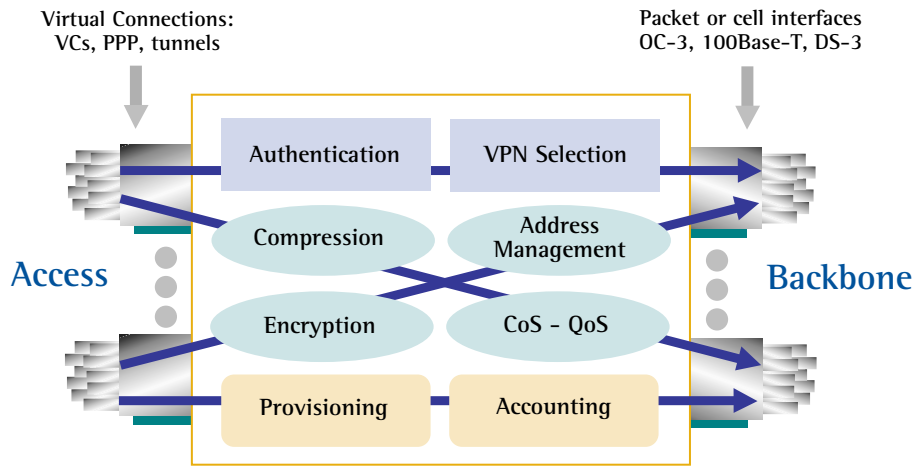 Virtual Connections:
VCs, PPP, tunnels
Packet or cell interfaces
OC-3, 100Base-T, DS-3
Authentication
VPN Selection
Compression
Address
Management
Access
Backbone
Encryption
CoS - QoS
Provisioning
Accounting